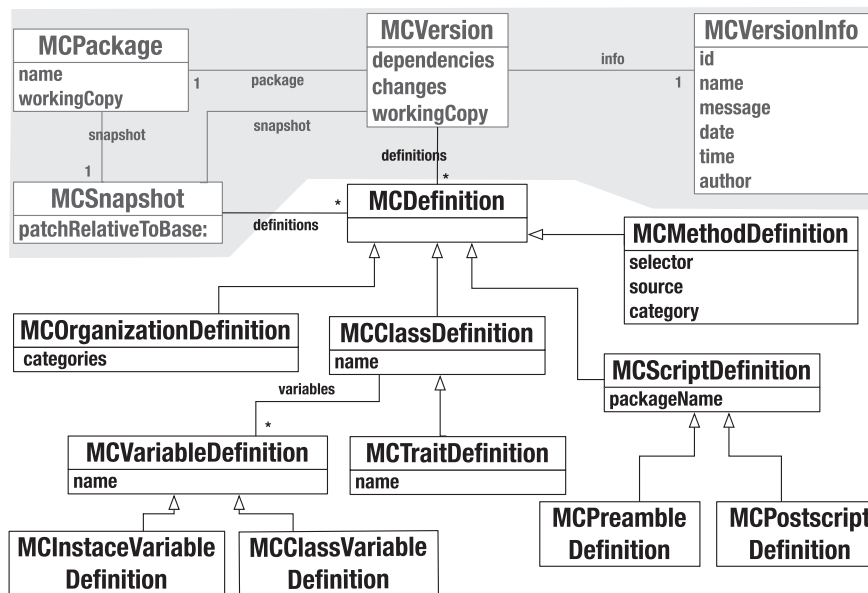 MCPackage
name
workingCopy
MCVersion
dependencies
changes
workingCopy
MCVersionInfo
id
name
message
date
time
author
1
package
info
1
snapshot
snapshot
1
definitions
*
MCSnapshot
patchRelativeToBase:
*
definitions
MCDefinition
MCMethodDefinition
selector
source
category
MCOrganizationDefinition
categories
MCClassDefinition
name
MCScriptDefinition
packageName
variables
*
MCVariableDefinition
name
MCTraitDefinition
name
MCInstaceVariable
Definition
MCClassVariable
Definition
MCPreamble
Definition
MCPostscript
Definition